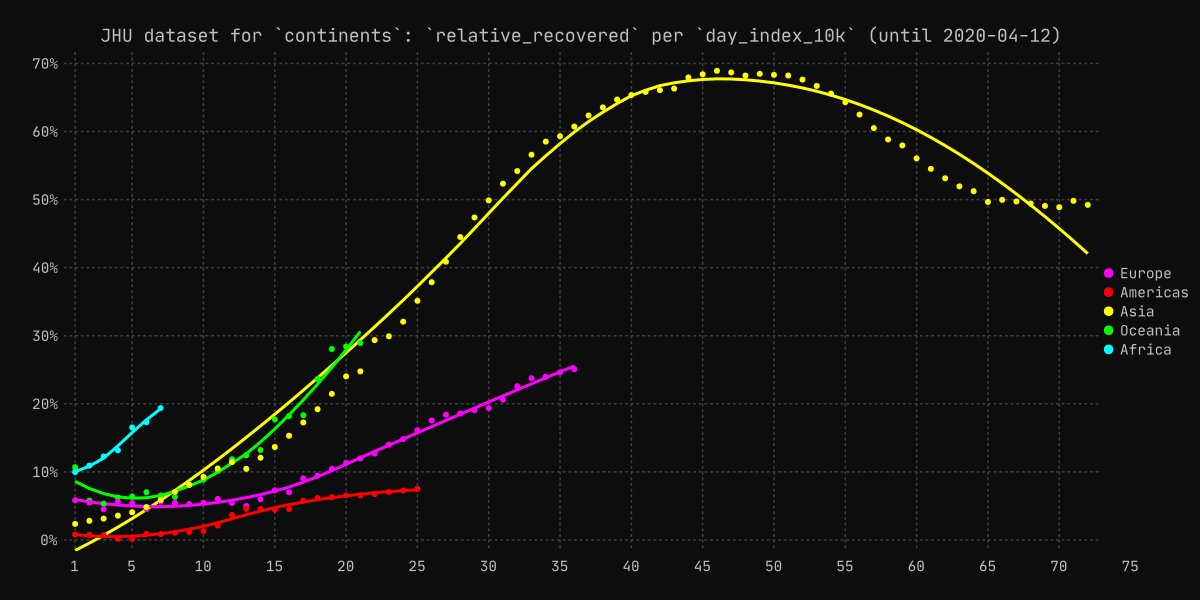 JHU dataset for `continents`: `relative_recovered` per `day_index_10k` (until 2020-04-12)
70%
60%
50%
40%
30%
20%
10%
0%
1 5 10 15 20 25 30 35 40 45 50 55 60 65 70 75
Europe
Americas
Asia
Oceania
Africa